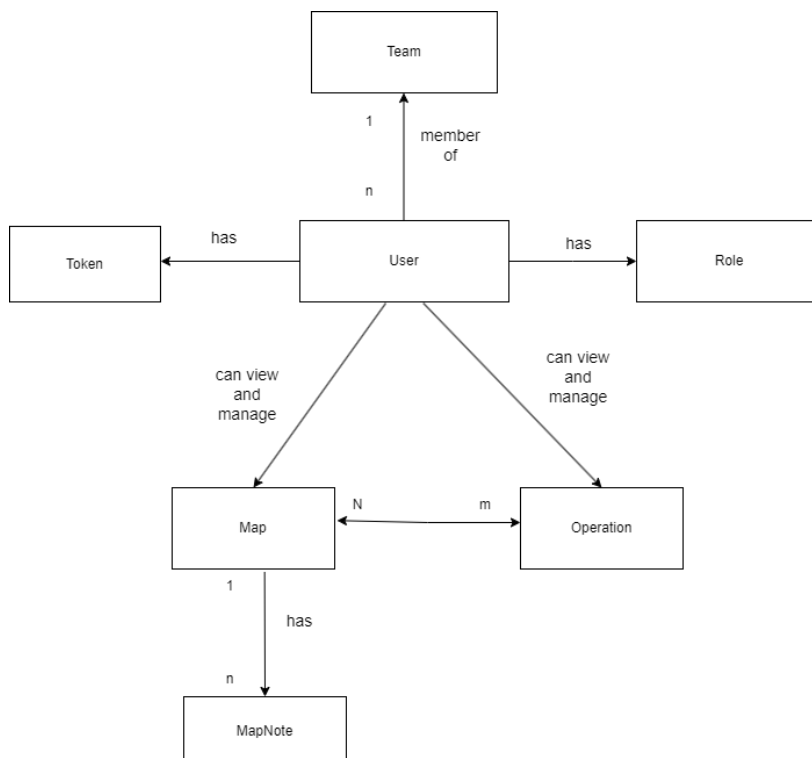 Team
1
member
of
n
has
has
Token
User
Role
can view
and
manage
can view
and
manage
N
m
Map
Operation
1
has
n
MapNote